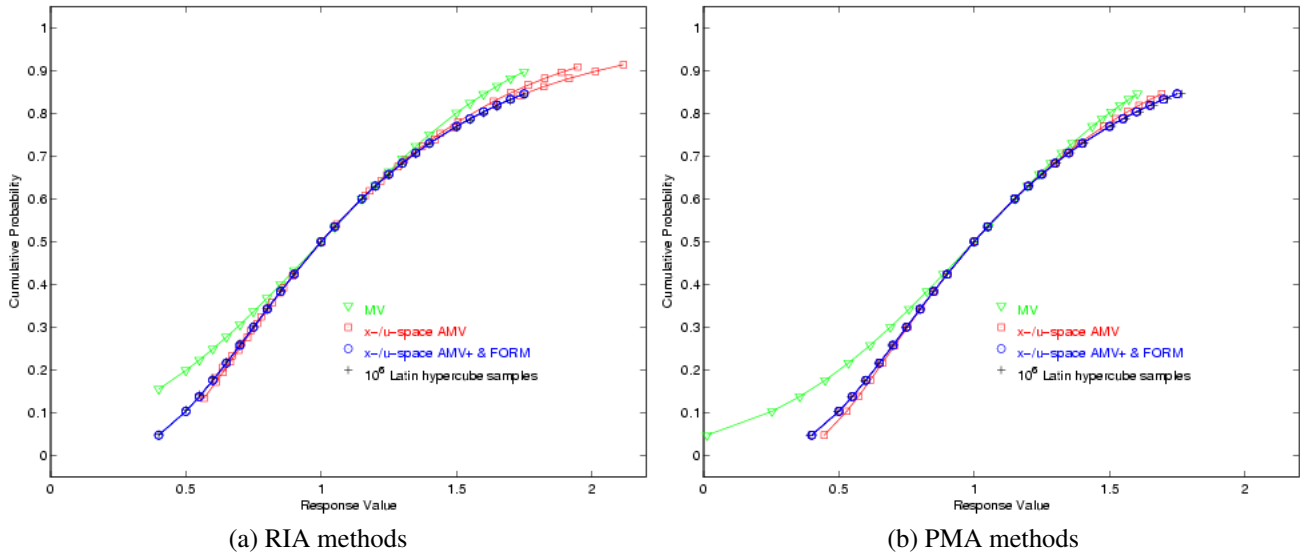 1
0.9
0.8
0.7
0.6
0.5
0.4
0.3
0.2
0.1
0
Cumulative Probability
MV
x-/u-space AMV
x-/u-space AMV+ & FORM
10⁶ Latin hypercube samples
0 0.5 1 1.5 2
Response Value
(a) RIA methods
1
0.9
0.8
0.7
0.6
0.5
0.4
0.3
0.2
0.1
0
Cumulative Probability
MV
x-/u-space AMV
x-/u-space AMV+ & FORM
10⁶ Latin hypercube samples
0 0.5 1 1.5 2
Response Value
(b) PMA methods